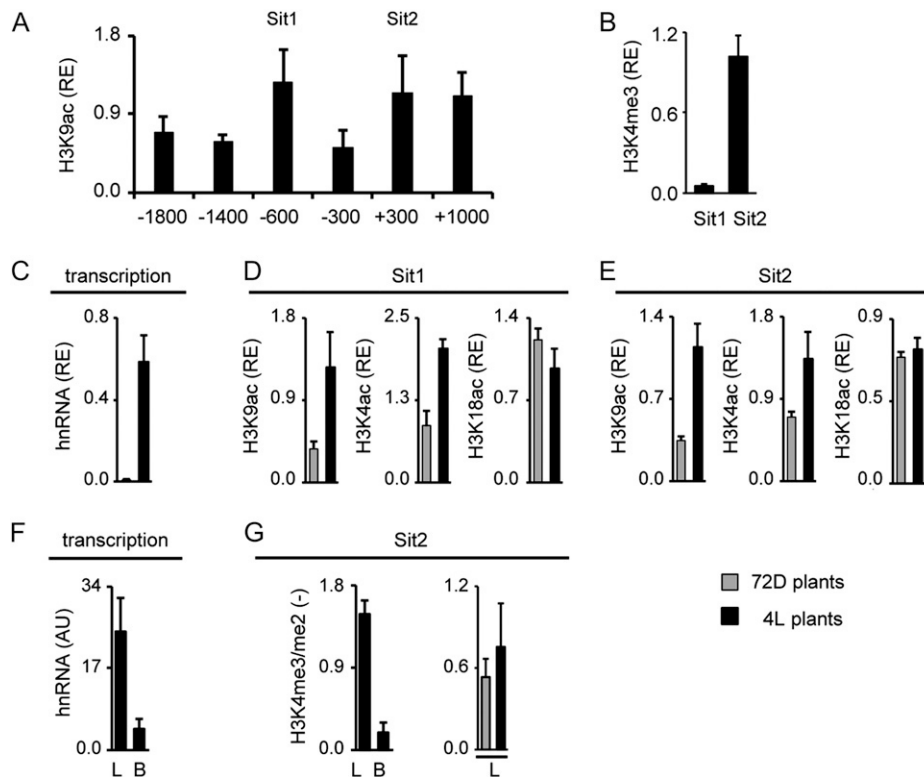 A
Sit1 Sit2
H3K9ac (RE)
1.8
0.9
0.0
-1800 -1400 -600 -300 +300 +1000
B
H3K4me3 (RE)
1.2
0.6
0.0
Sit1 Sit2
C
transcription
hnRNA (RE)
0.8
0.4
0.0
D
Sit1
H3K9ac (RE)
1.8
0.9
0.0
H3K4ac (RE)
2.5
1.3
0.0
H3K18ac (RE)
1.4
0.7
0.0
E
Sit2
H3K9ac (RE)
1.4
0.7
0.0
H3K4ac (RE)
2.0
1.0
0.0
H3K18ac (RE)
0.9
0.5
0.0
F
transcription
hnRNA (AU)
34
17
0.0
L B
G
Sit2
H3K4me3/me2 (-)
1.8
0.9
0.0
L B
1.2
0.6
0.0
L
72D plants
4L plants